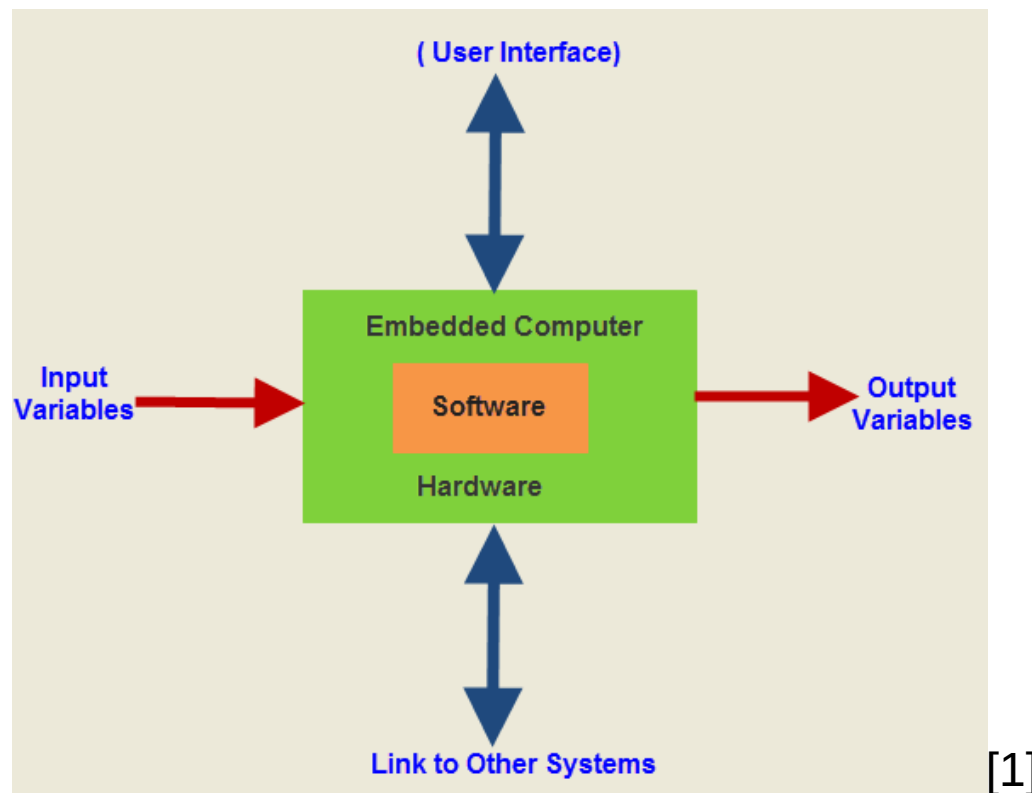 ( User Interface)
Embedded Computer
Input
Variables
Software
Output
Variables
Hardware
Link to Other Systems
[1]